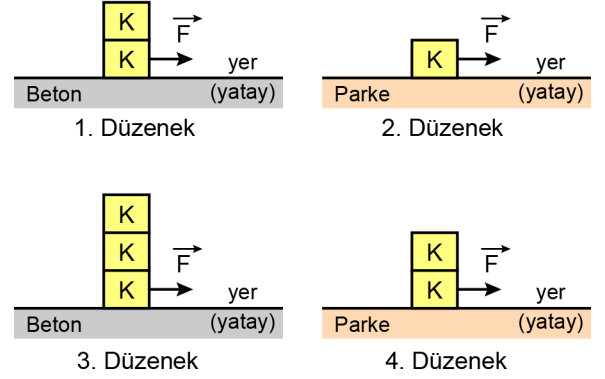 K
K F yer
Beton (yatay)
1. Düzenek
K F yer
Parke (yatay)
2. Düzenek
K
K
K F yer
Beton (yatay)
3. Düzenek
K
K F yer
Parke (yatay)
4. Düzenek